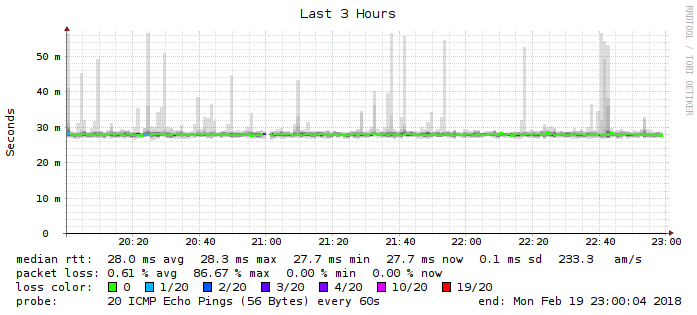 Last 3 Hours
RRDTOOL / TOBI OETIKER
Seconds
50 m
40 m
30 m
20 m
10 m
0
20:20 20:40 21:00 21:20 21:40 22:00 22:20 22:40 23:00
median rtt: 28.0 ms avg 28.3 ms max 27.7 ms min 27.7 ms now 0.1 ms sd 233.3 am/s
packet loss: 0.61 % avg 86.67 % max 0.00 % min 0.00 % now
loss color: 0 1/20 2/20 3/20 4/20 10/20 19/20
probe: 20 ICMP Echo Pings (56 Bytes) every 60s end: Mon Feb 19 23:00:04 2018